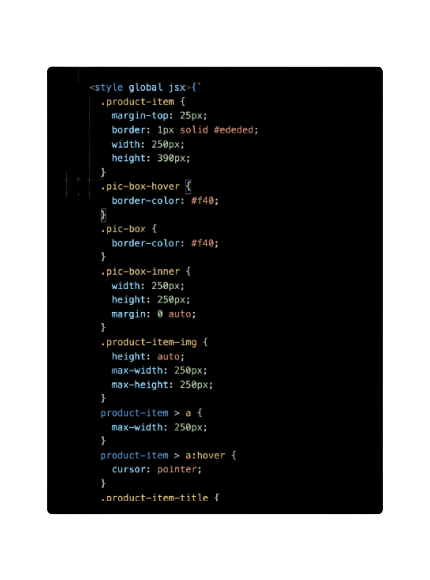 <style global jsx>{`
.product-item {
margin-top: 25px;
border: 1px solid #ededed;
width: 250px;
height: 390px;
}
.pic-box-hover {
border-color: #f40;
}
.pic-box {
border-color: #f40;
}
.pic-box-inner {
width: 250px;
height: 250px;
margin: 0 auto;
}
.product-item-img {
height: auto;
max-width: 250px;
max-height: 250px;
}
product-item > a {
max-width: 250px;
}
product-item > a:hover {
cursor: pointer;
}
.product-item-title {